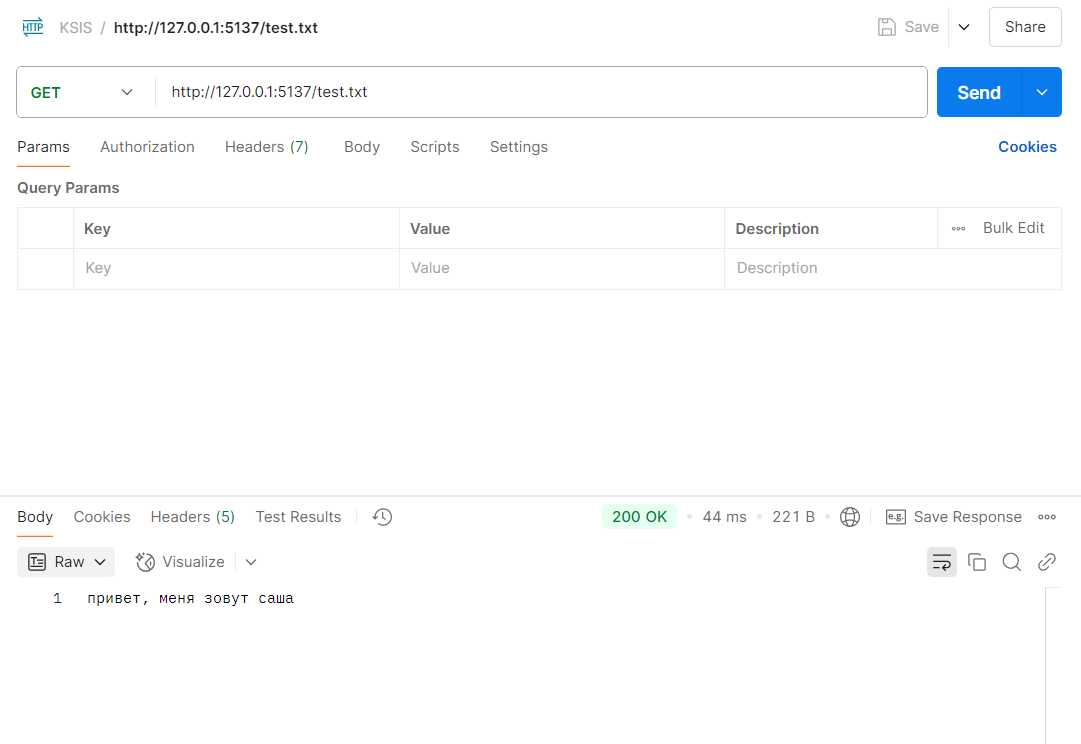 HTTP KSIS / http://127.0.0.1:5137/test.txt Save Share
GET http://127.0.0.1:5137/test.txt Send
Params Authorization Headers (7) Body Scripts Settings Cookies
Query Params
Key Value Description Bulk Edit
Key Value Description
Body Cookies Headers (5) Test Results 200 OK • 44 ms • 221 B • e.g. Save Response
Raw Visualize
1 привет, меня зовут саша